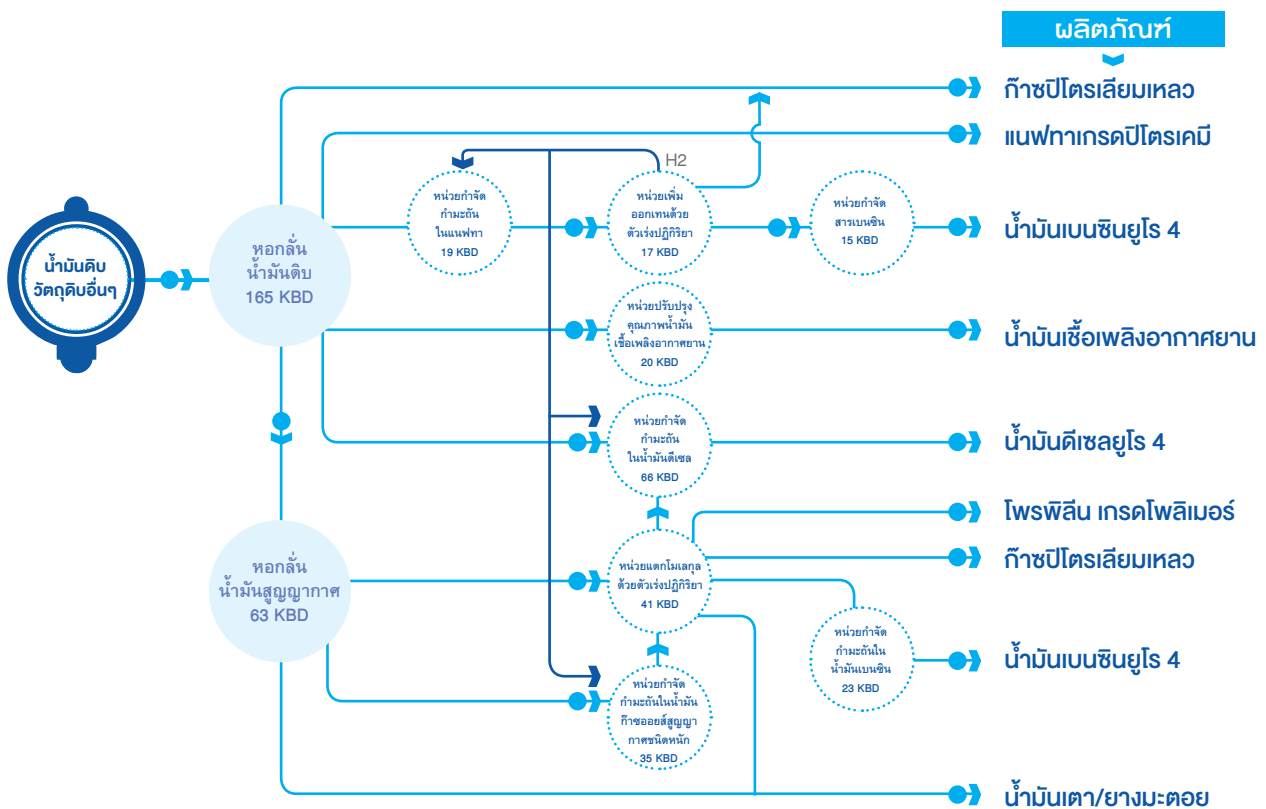 ผลิตภัณฑ์
ก๊าซปิโตรเลียมเหลว
แนฟทาเกรดปิโตรเคมี
H2
หน่วยกำจัด
กำมะถัน
ในแนฟทา
19 KBD
หน่วยเพิ่ม
ออกเทนด้วย
ตัวเร่งปฏิกิริยา
17 KBD
หน่วยกำจัด
สารเบนซิน
15 KBD
น้ำมันเบนซินยูโร 4
น้ำมันดิบ
วัตถุดิบอื่นๆ
หอกลั่น
น้ำมันดิบ
165 KBD
หน่วยปรับปรุง
คุณภาพน้ำมัน
เชื้อเพลิงอากาศยาน
20 KBD
น้ำมันเชื้อเพลิงอากาศยาน
หน่วยกำจัด
กำมะถัน
ในน้ำมันดีเซล
66 KBD
น้ำมันดีเซลยูโร 4
โพรพิลีน เกรดโพลิเมอร์
ก๊าซปิโตรเลียมเหลว
หอกลั่น
น้ำมันสูญญากาศ
63 KBD
หน่วยแตกโมเลกุล
ด้วยตัวเร่งปฏิกิริยา
41 KBD
หน่วยกำจัด
กำมะถันใน
น้ำมันเบนซิน
23 KBD
น้ำมันเบนซินยูโร 4
หน่วยกำจัด
กำมะถันในน้ำมัน
ก๊าซออยล์สูญญา
กาศชนิดหนัก
35 KBD
น้ำมันเตา/ยางมะตอย